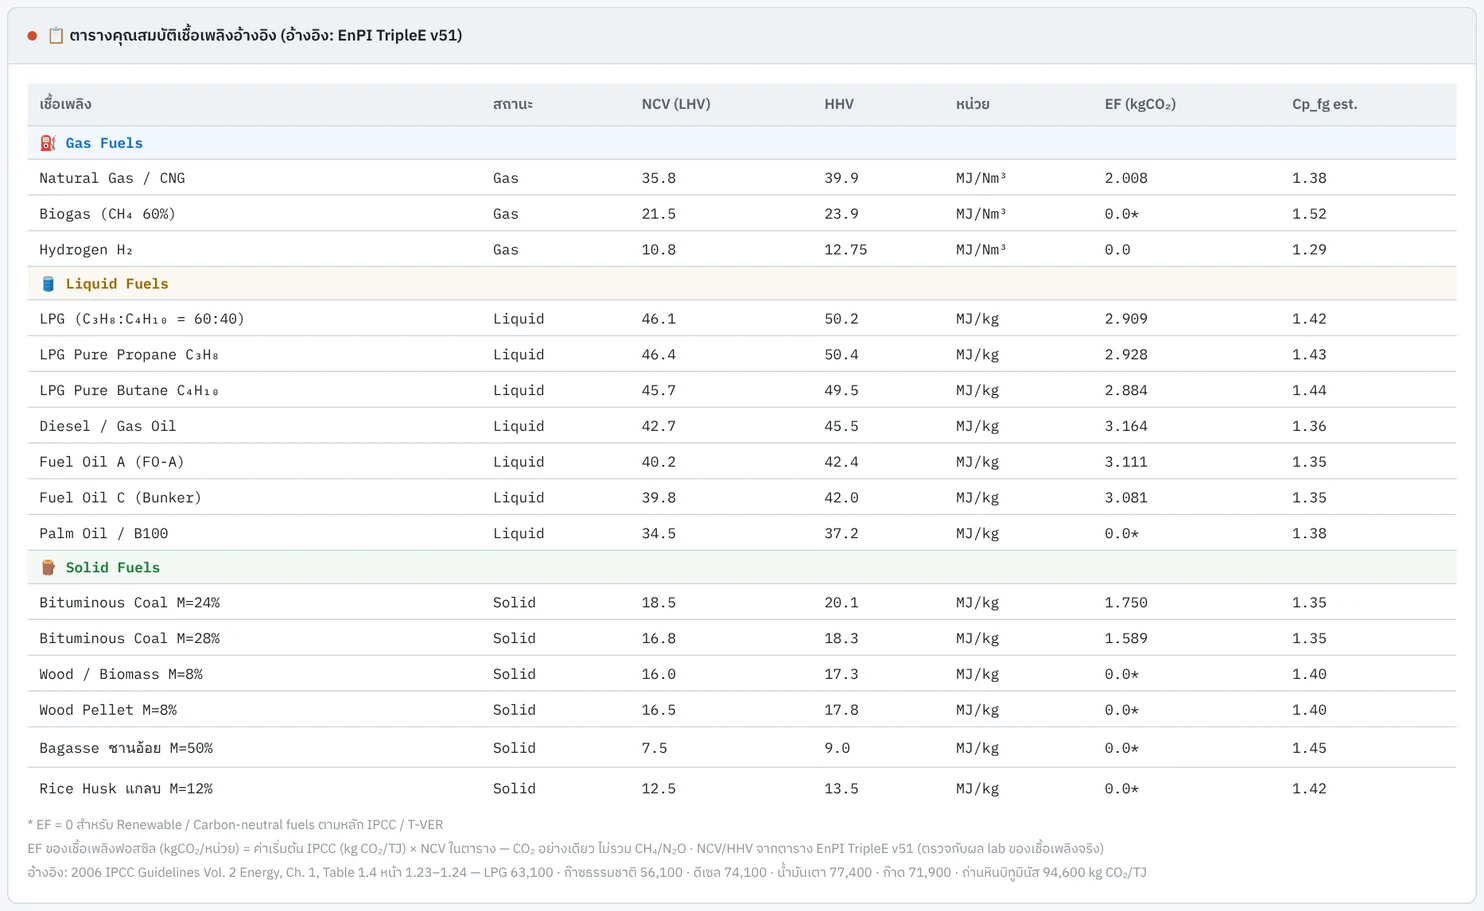 📋 ตารางคุณสมบัติเชื้อเพลิงอ้างอิง (อ้างอิง: EnPI TripleE v51)
เชื้อเพลิง สถานะ NCV (LHV) HHV หน่วย EF (kgCO₂) Cp_fg est.
⛽ Gas Fuels
Natural Gas / CNG Gas 35.8 39.9 MJ/Nm³ 2.008 1.38
Biogas (CH₄ 60%) Gas 21.5 23.9 MJ/Nm³ 0.0* 1.52
Hydrogen H₂ Gas 10.8 12.75 MJ/Nm³ 0.0 1.29
🛢️ Liquid Fuels
LPG (C₃H₈:C₄H₁₀ = 60:40) Liquid 46.1 50.2 MJ/kg 2.909 1.42
LPG Pure Propane C₃H₈ Liquid 46.4 50.4 MJ/kg 2.928 1.43
LPG Pure Butane C₄H₁₀ Liquid 45.7 49.5 MJ/kg 2.884 1.44
Diesel / Gas Oil Liquid 42.7 45.5 MJ/kg 3.164 1.36
Fuel Oil A (FO-A) Liquid 40.2 42.4 MJ/kg 3.111 1.35
Fuel Oil C (Bunker) Liquid 39.8 42.0 MJ/kg 3.081 1.35
Palm Oil / B100 Liquid 34.5 37.2 MJ/kg 0.0* 1.38
🪵 Solid Fuels
Bituminous Coal M=24% Solid 18.5 20.1 MJ/kg 1.750 1.35
Bituminous Coal M=28% Solid 16.8 18.3 MJ/kg 1.589 1.35
Wood / Biomass M=8% Solid 16.0 17.3 MJ/kg 0.0* 1.40
Wood Pellet M=8% Solid 16.5 17.8 MJ/kg 0.0* 1.40
Bagasse ชานอ้อย M=50% Solid 7.5 9.0 MJ/kg 0.0* 1.45
Rice Husk แกลบ M=12% Solid 12.5 13.5 MJ/kg 0.0* 1.42
* EF = 0 สำหรับ Renewable / Carbon-neutral fuels ตามหลัก IPCC / T-VER
EF ของเชื้อเพลิงฟอสซิล (kgCO₂/หน่วย) = ค่าเริ่มต้น IPCC (kg CO₂/TJ) × NCV ในตาราง — CO₂ อย่างเดียว ไม่รวม CH₄/N₂O · NCV/HHV จากตาราง EnPI TripleE v51 (ตรวจกับผล lab ของเชื้อเพลิงจริง)
อ้างอิง: 2006 IPCC Guidelines Vol. 2 Energy, Ch. 1, Table 1.4 หน้า 1.23–1.24 — LPG 63,100 · ก๊าซธรรมชาติ 56,100 · ดีเซล 74,100 · น้ำมันเตา 77,400 · ก๊าด 71,900 · ถ่านหินบิทูมินัส 94,600 kg CO₂/TJ